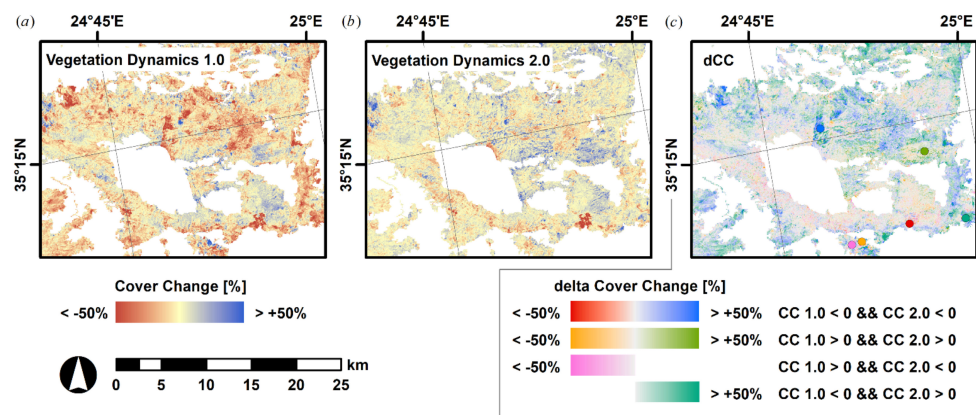 (a) 24°45'E 25°E (b) 24°45'E 25°E (c) 24°45'E 25°E
Vegetation Dynamics 1.0 Vegetation Dynamics 2.0 dCC
35°15'N 35°15'N 35°15'N
Cover Change [%]
< -50% > +50%
0 5 10 15 20 25 km
delta Cover Change [%]
< -50% > +50% CC 1.0 < 0 && CC 2.0 < 0
< -50% > +50% CC 1.0 > 0 && CC 2.0 > 0
< -50% CC 1.0 > 0 && CC 2.0 < 0
> +50% CC 1.0 < 0 && CC 2.0 > 0